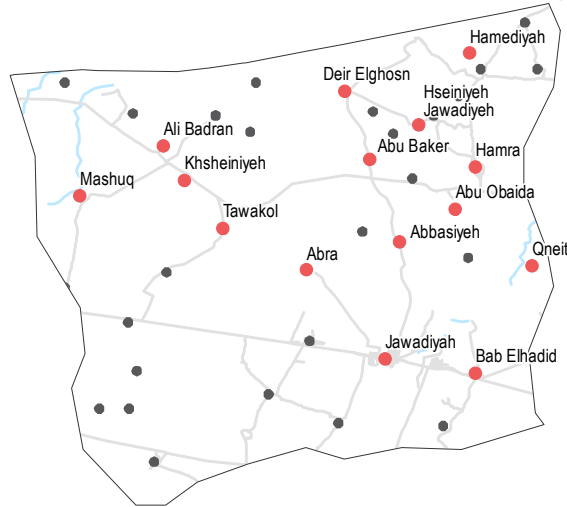 Hamediyah
Deir Elghosn
Hseiniyeh
Jawadiyeh
Ali Badran
Abu Baker
Hamra
Khsheiniyeh
Mashuq
Abu Obaida
Tawakol
Abbasiyeh
Abra
Qneit
Jawadiyah
Bab Elhadid